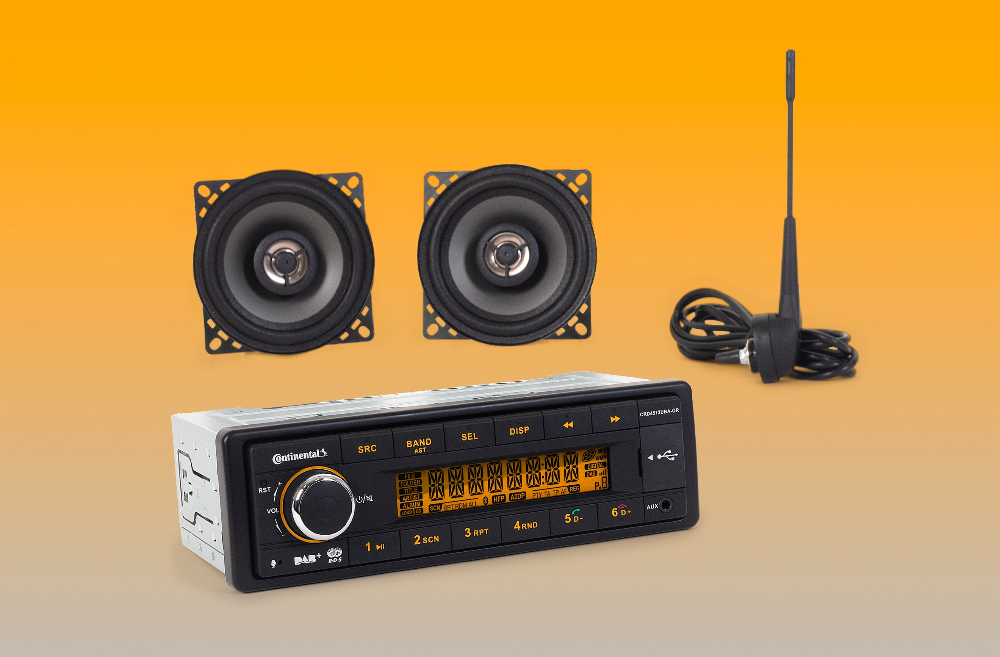 CRD4512UBA-OR
Continental
SRC
BAND
AST
SEL
DISP
RST
+
VOL
-
FILE
FOLDER
TITLE
ARTIST
ALBUM
LOUD EQ
SCN RPT RDM ALL
HFP A2DP
PTY TA TP AF REG
MP3
WMA
DIGITAL
DAB
P.0
AUX
DAB+
R·D·S
1
2 SCN
3 RPT
4 RND
5 D-
6 D+